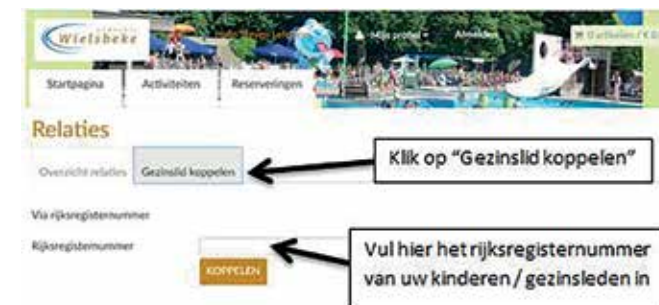 Wielsbeke
Mijn profiel
Afmelden
Startpagina
Activiteiten
Reserveringen
Relaties
Overzicht relaties
Gezinslid koppelen
Klik op “Gezinslid koppelen”
Via rijksregisternummer
Rijksregisternummer
KOPPELEN
Vul hier het rijksregisternummer
van uw kinderen / gezinsleden in